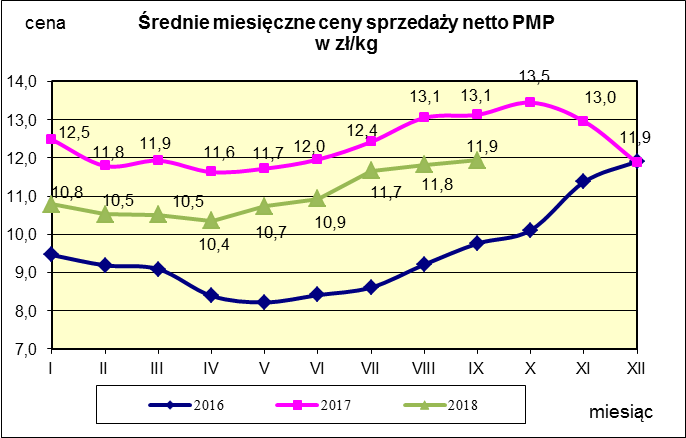 cena
Średnie miesięczne ceny sprzedaży netto PMP
w zł/kg
14,0
13,0
12,0
11,0
10,0
9,0
8,0
7,0
12,5 11,8 11,9 11,6 11,7 12,0 12,4 13,1 13,1 13,5 13,0 11,9
10,8 10,5 10,5 10,4 10,7 10,9 11,7 11,8 11,9
I II III IV V VI VII VIII IX X XI XII
2016 2017 2018
miesiąc